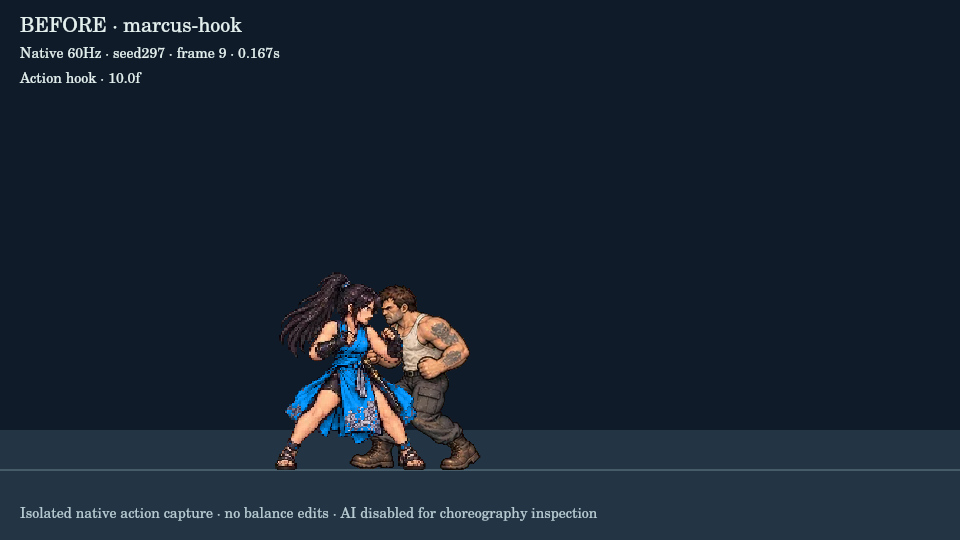 BEFORE · marcus-hook
Native 60Hz · seed297 · frame 9 · 0.167s
Action hook · 10.0f
Isolated native action capture · no balance edits · AI disabled for choreography inspection